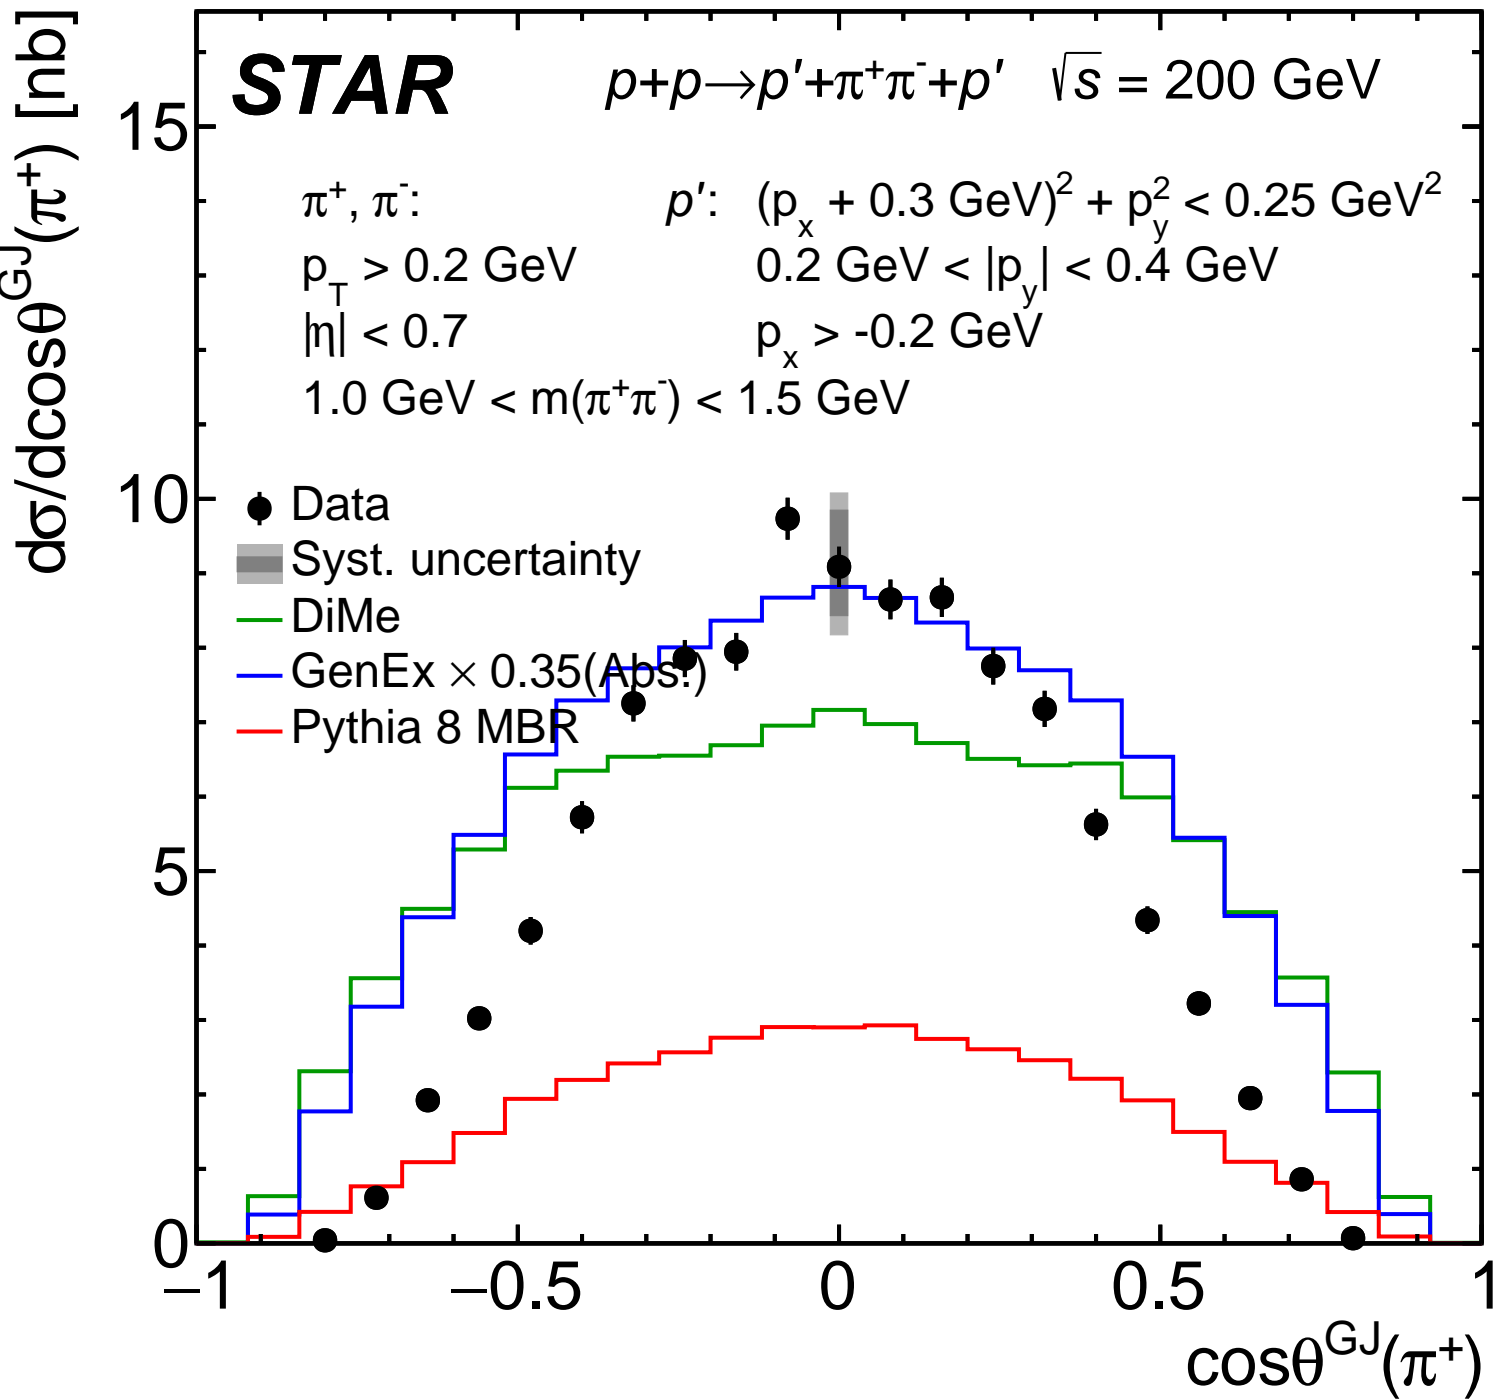 dσ/dcosθ^GJ(π⁺) [nb]
STAR p+p→p′+π⁺π⁻+p′ √s = 200 GeV
π⁺, π⁻: p′: (p_x + 0.3 GeV)² + p_y² < 0.25 GeV²
p_T > 0.2 GeV 0.2 GeV < |p_y| < 0.4 GeV
|η| < 0.7 p_x > -0.2 GeV
1.0 GeV < m(π⁺π⁻) < 1.5 GeV
Data
Syst. uncertainty
DiMe
GenEx × 0.35(Abs.)
Pythia 8 MBR
15
10
5
0
−1 −0.5 0 0.5 1
cosθ^GJ(π⁺)